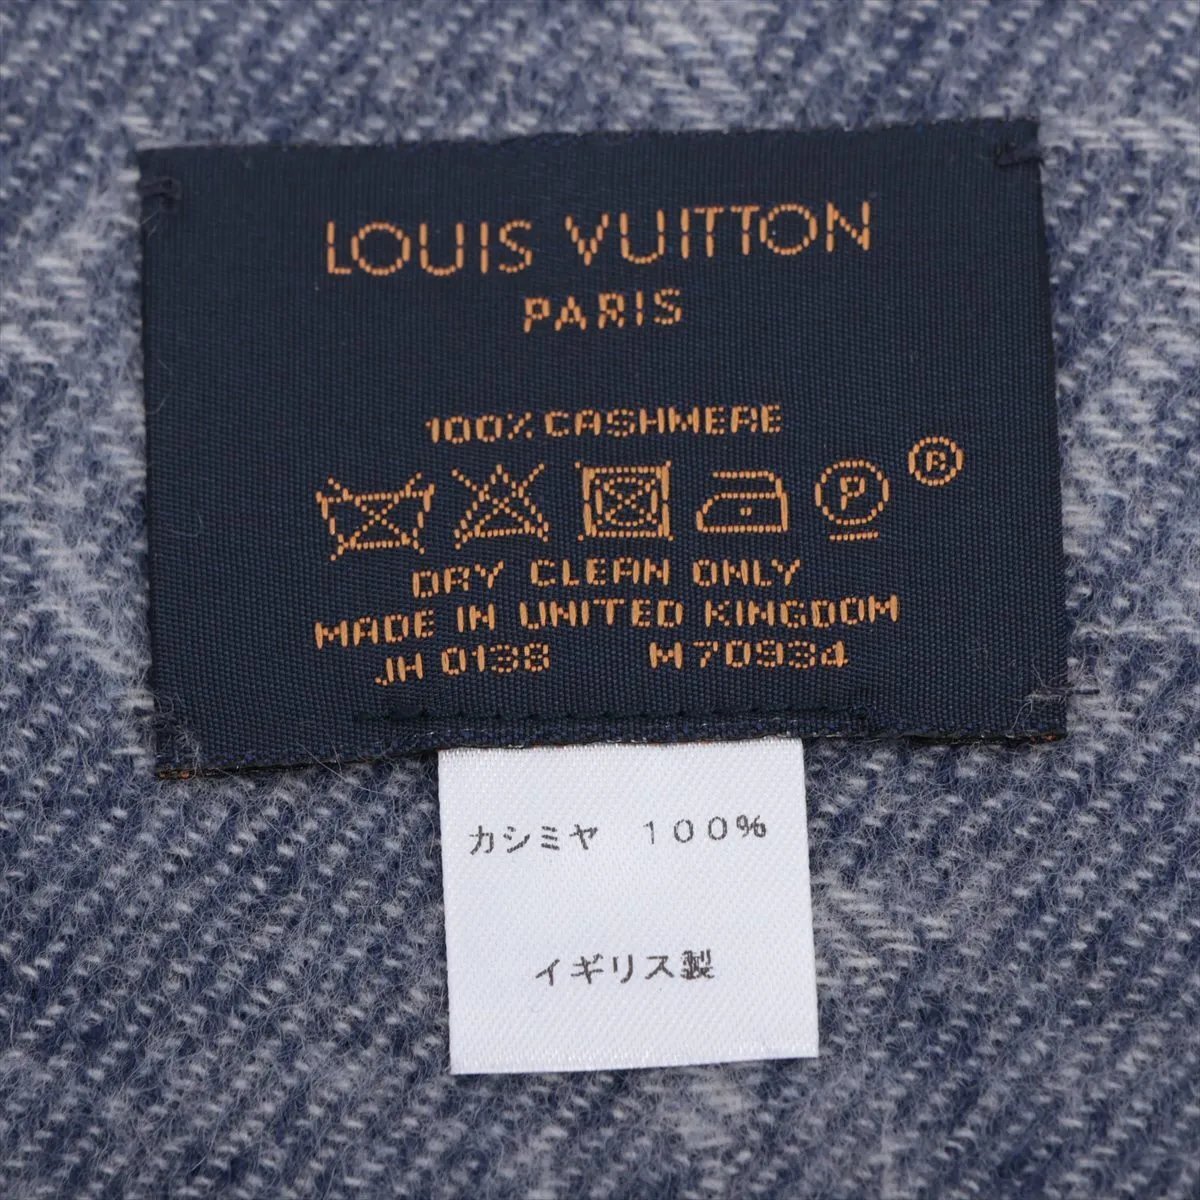 LOUIS VUITTON
PARIS
100% CASHMERE
P ®
DRY CLEAN ONLY
MADE IN UNITED KINGDOM
JH 0138 M70934
カシミヤ 100%
イギリス製